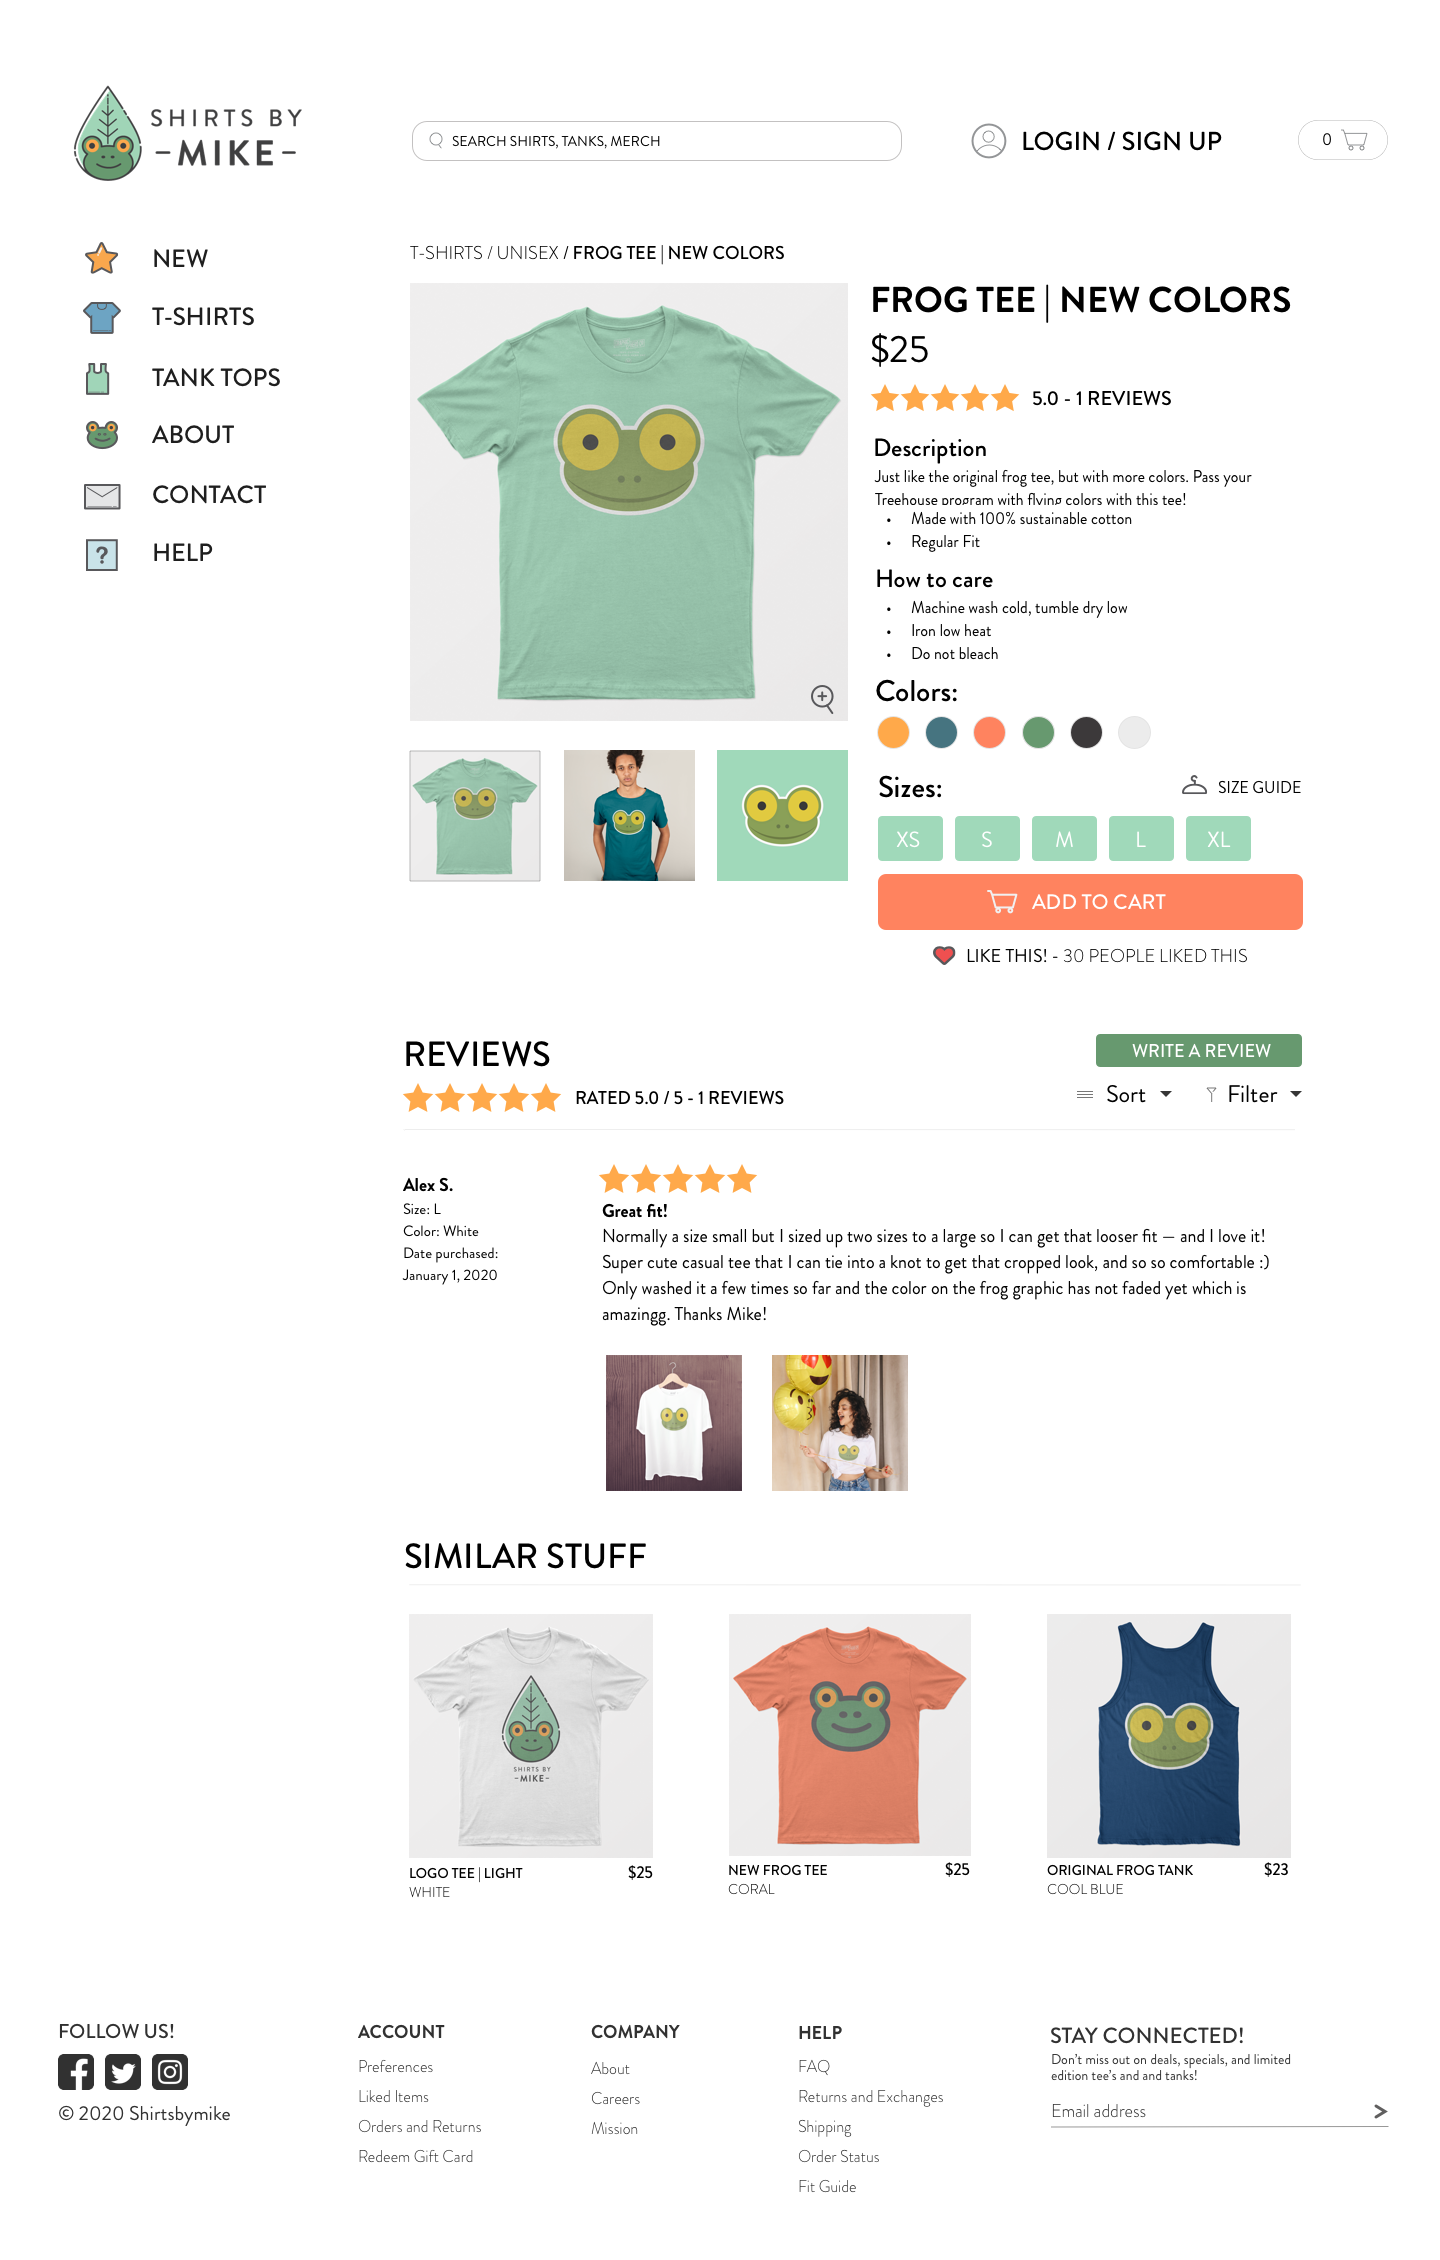 SHIRTS BY
-MIKE-
SEARCH SHIRTS, TANKS, MERCH
LOGIN / SIGN UP
0
NEW
T-SHIRTS
TANK TOPS
ABOUT
CONTACT
?
HELP
T-SHIRTS / UNISEX / FROG TEE | NEW COLORS
FROG TEE | NEW COLORS
$25
5.0 - 1 REVIEWS
Description
Just like the original frog tee, but with more colors. Pass your
Treehouse program with flying colors with this tee!
• Made with 100% sustainable cotton
• Regular Fit
How to care
• Machine wash cold, tumble dry low
• Iron low heat
• Do not bleach
Colors:
Sizes:
SIZE GUIDE
XS S M L XL
ADD TO CART
LIKE THIS! - 30 PEOPLE LIKED THIS
REVIEWS
WRITE A REVIEW
RATED 5.0 / 5 - 1 REVIEWS
Sort
Filter
Alex S.
Size: L
Color: White
Date purchased:
January 1, 2020
Great fit!
Normally a size small but I sized up two sizes to a large so I can get that looser fit — and I love it!
Super cute casual tee that I can tie into a knot to get that cropped look, and so so comfortable :)
Only washed it a few times so far and the color on the frog graphic has not faded yet which is
amazingg. Thanks Mike!
SIMILAR STUFF
SHIRTS BY
-MIKE-
LOGO TEE | LIGHT $25
WHITE
NEW FROG TEE $25
CORAL
ORIGINAL FROG TANK $23
COOL BLUE
FOLLOW US!
© 2020 Shirtsbymike
ACCOUNT
Preferences
Liked Items
Orders and Returns
Redeem Gift Card
COMPANY
About
Careers
Mission
HELP
FAQ
Returns and Exchanges
Shipping
Order Status
Fit Guide
STAY CONNECTED!
Don't miss out on deals, specials, and limited
edition tee's and and tanks!
Email address